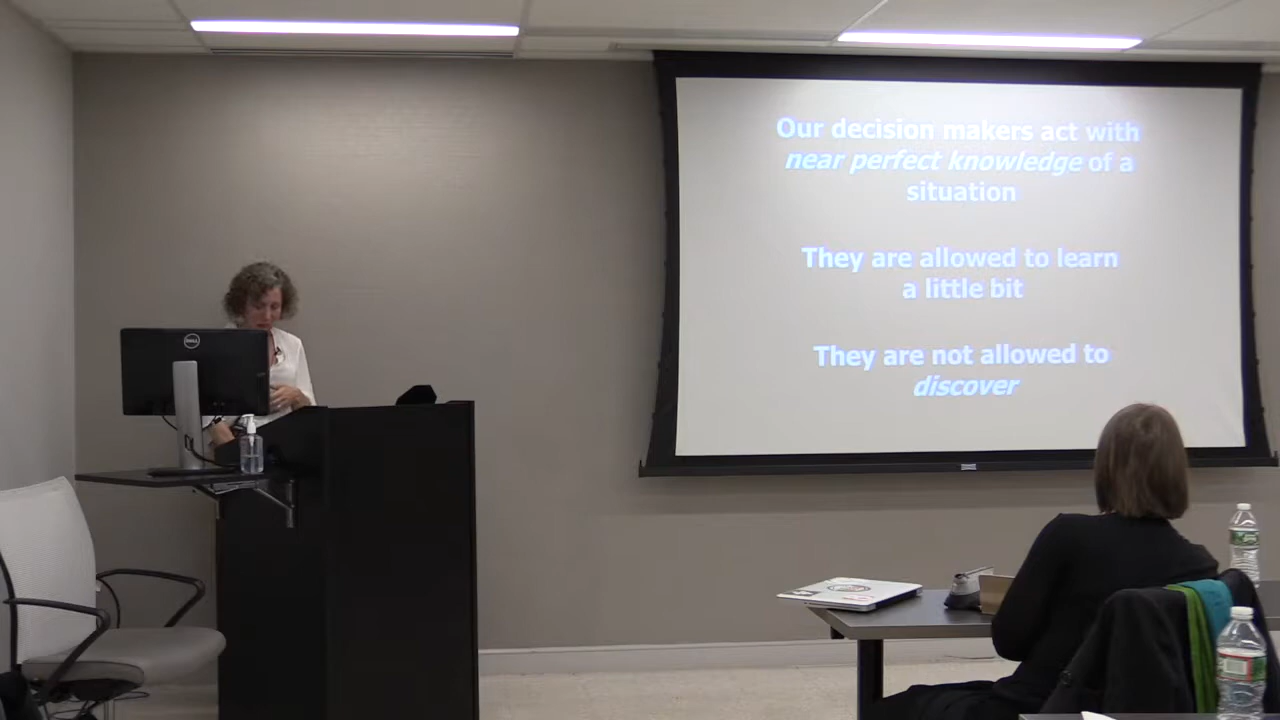 Our decision makers act with
near perfect knowledge of a
situation
They are allowed to learn
a little bit
They are not allowed to
discover
DELL